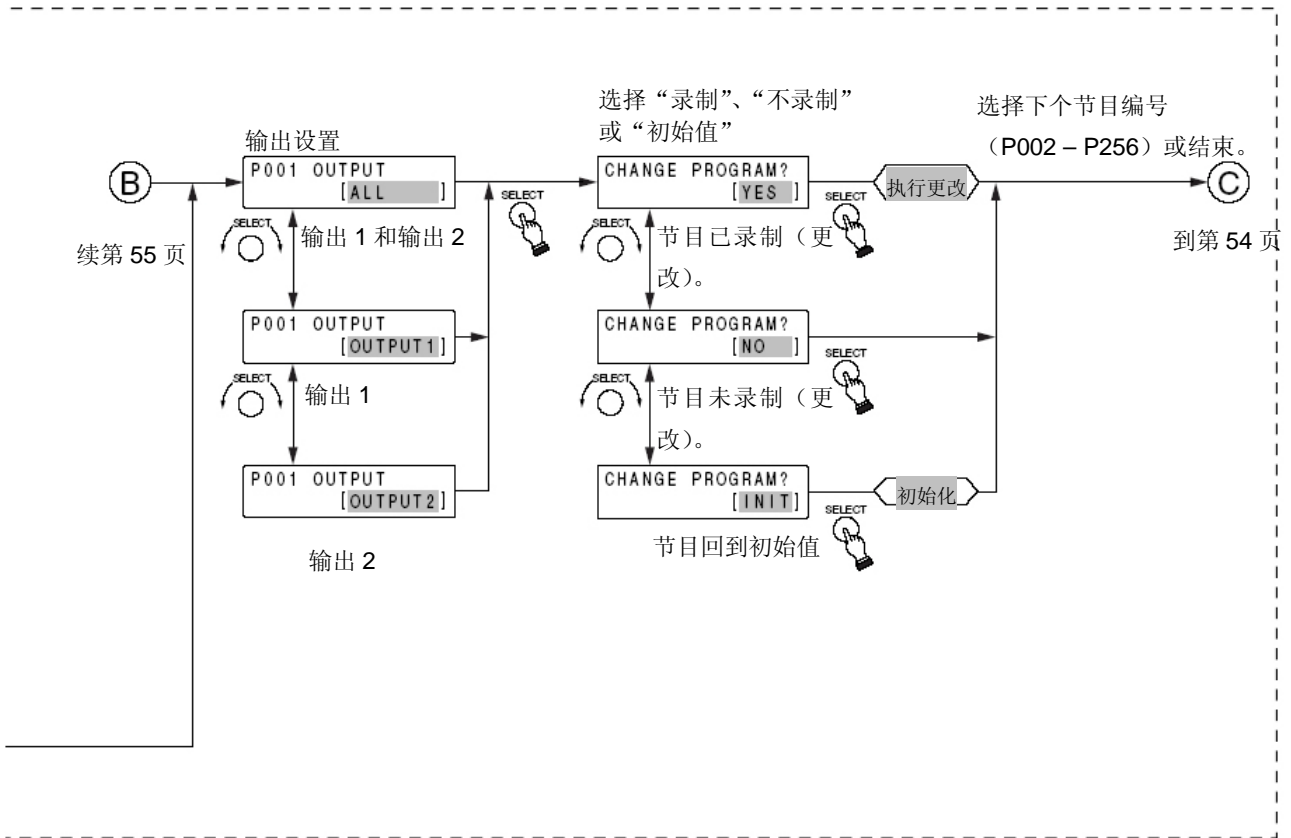 选择“录制”、“不录制”
或“初始值”
选择下个节目编号
（P002 – P256）或结束。
输出设置
B
P001 OUTPUT
[ALL ]
SELECT
CHANGE PROGRAM?
[YES ]
SELECT
执行更改
C
续第 55 页
SELECT
输出 1 和输出 2
SELECT
节目已录制（更
改）。
到第 54 页
P001 OUTPUT
[OUTPUT1]
CHANGE PROGRAM?
[NO ]
SELECT
SELECT
输出 1
SELECT
节目未录制（更
改）。
P001 OUTPUT
[OUTPUT2]
CHANGE PROGRAM?
[INIT]
SELECT
初始化
输出 2
节目回到初始值